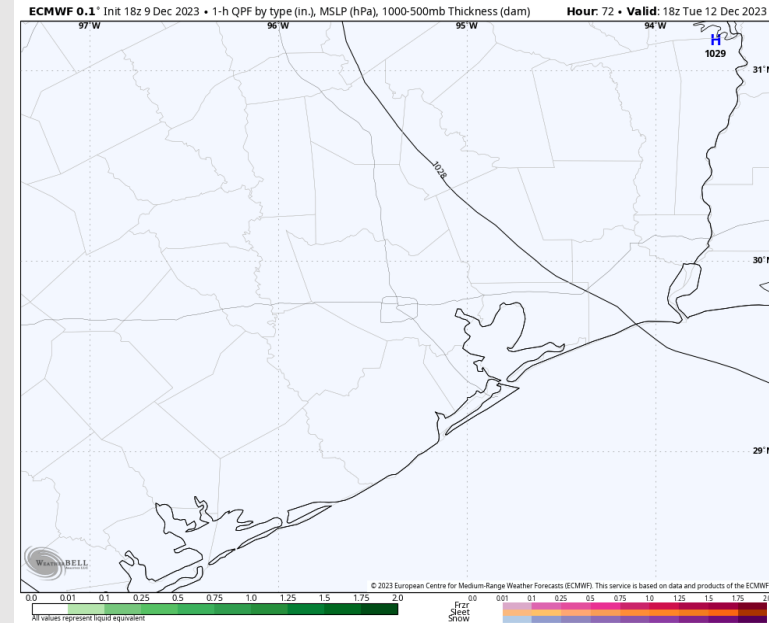 ECMWF 0.1° Init 18z 9 Dec 2023 • 1-h QPF by type (in.), MSLP (hPa), 1000-500mb Thickness (dam) Hour: 72 • Valid: 18z Tue 12 Dec 2023
97°W 96°W 95°W 94°W
H
1029
31°N
1028
30°N
29°N
WeatherBELL
© 2023 European Centre for Medium-Range Weather Forecasts (ECMWF). This service is based on data and products of the ECMWF
0.0 0.01 0.1 0.25 0.5 0.75 1.0 1.25 1.5 1.75 2.0 0.0 0.01 0.1 0.25 0.5 0.75 1.0 1.25 1.5 1.75 2.0
Frzr
Sleet
Snow
All values represent liquid equivalent